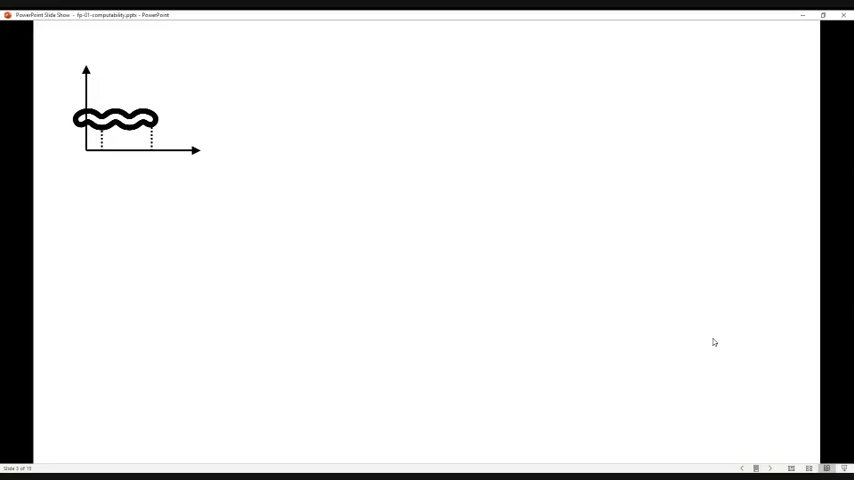 PowerPoint Slide Show - fp-01-computability.pptx - PowerPoint
Slide 3 of 19